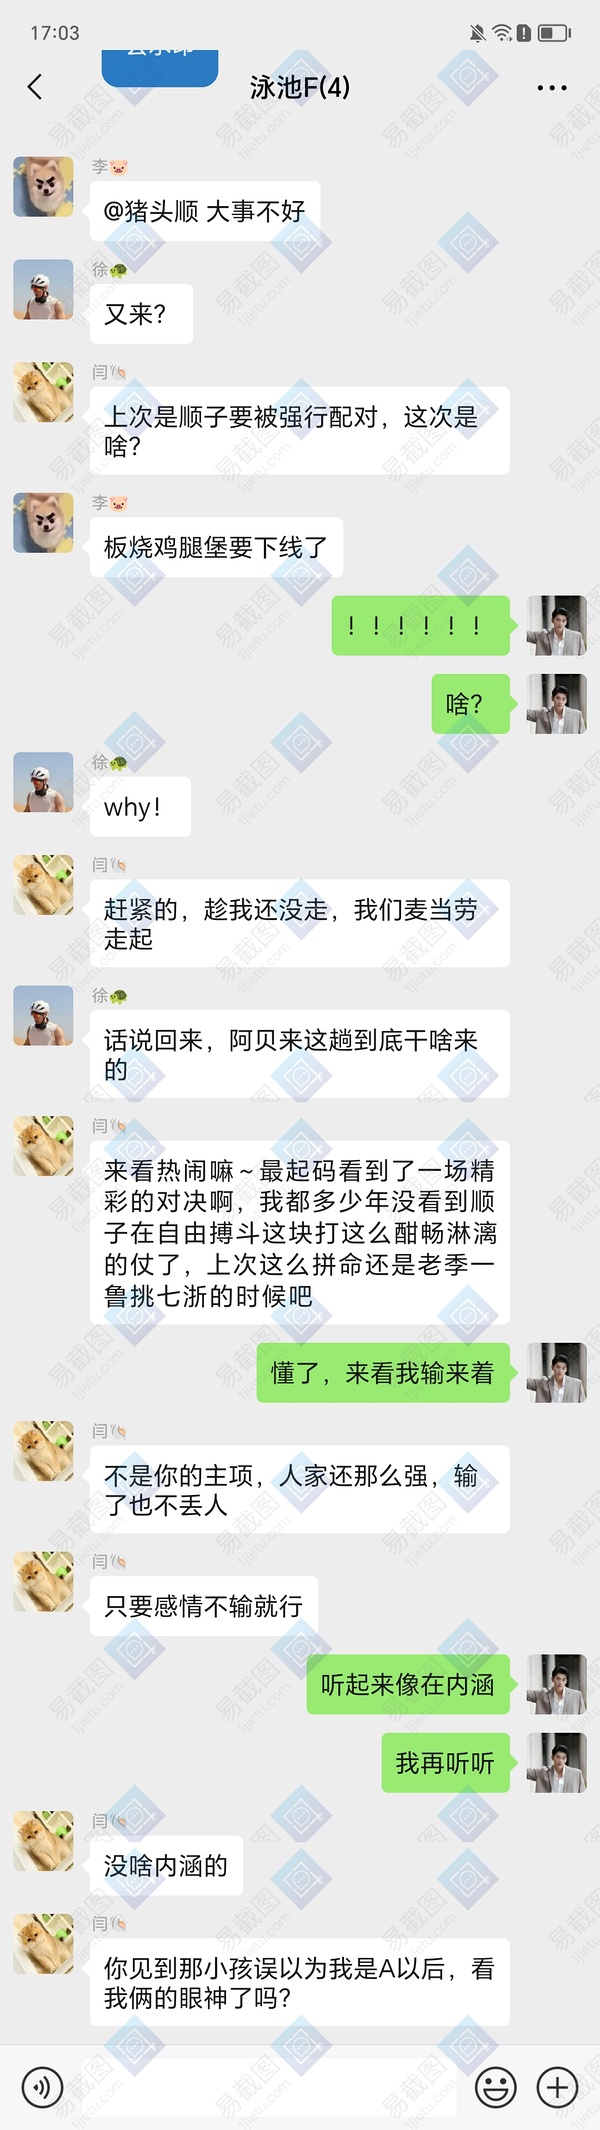 17:03
去水印
泳池F(4)
李🐷
@猪头顺 大事不好
徐🐢
又来？
闫🐚
上次是顺子要被强行配对，这次是
啥？
李🐷
板烧鸡腿堡要下线了
！！！！！！
啥？
徐🐢
why！
闫🐚
赶紧的，趁我还没走，我们麦当劳
走起
徐🐢
话说回来，阿贝来这趟到底干啥来
的
闫🐚
来看热闹嘛～最起码看到了一场精
彩的对决啊，我都多少年没看到顺
子在自由搏斗这块打这么酣畅淋漓
的仗了，上次这么拼命还是老季一
鲁挑七浙的时候吧
懂了，来看我输来着
闫🐚
不是你的主项，人家还那么强，输
了也不丢人
闫🐚
只要感情不输就行
听起来像在内涵
我再听听
闫🐚
没啥内涵的
闫🐚
你见到那小孩误以为我是A以后，看
我俩的眼神了吗？
易截图
1jietu.com